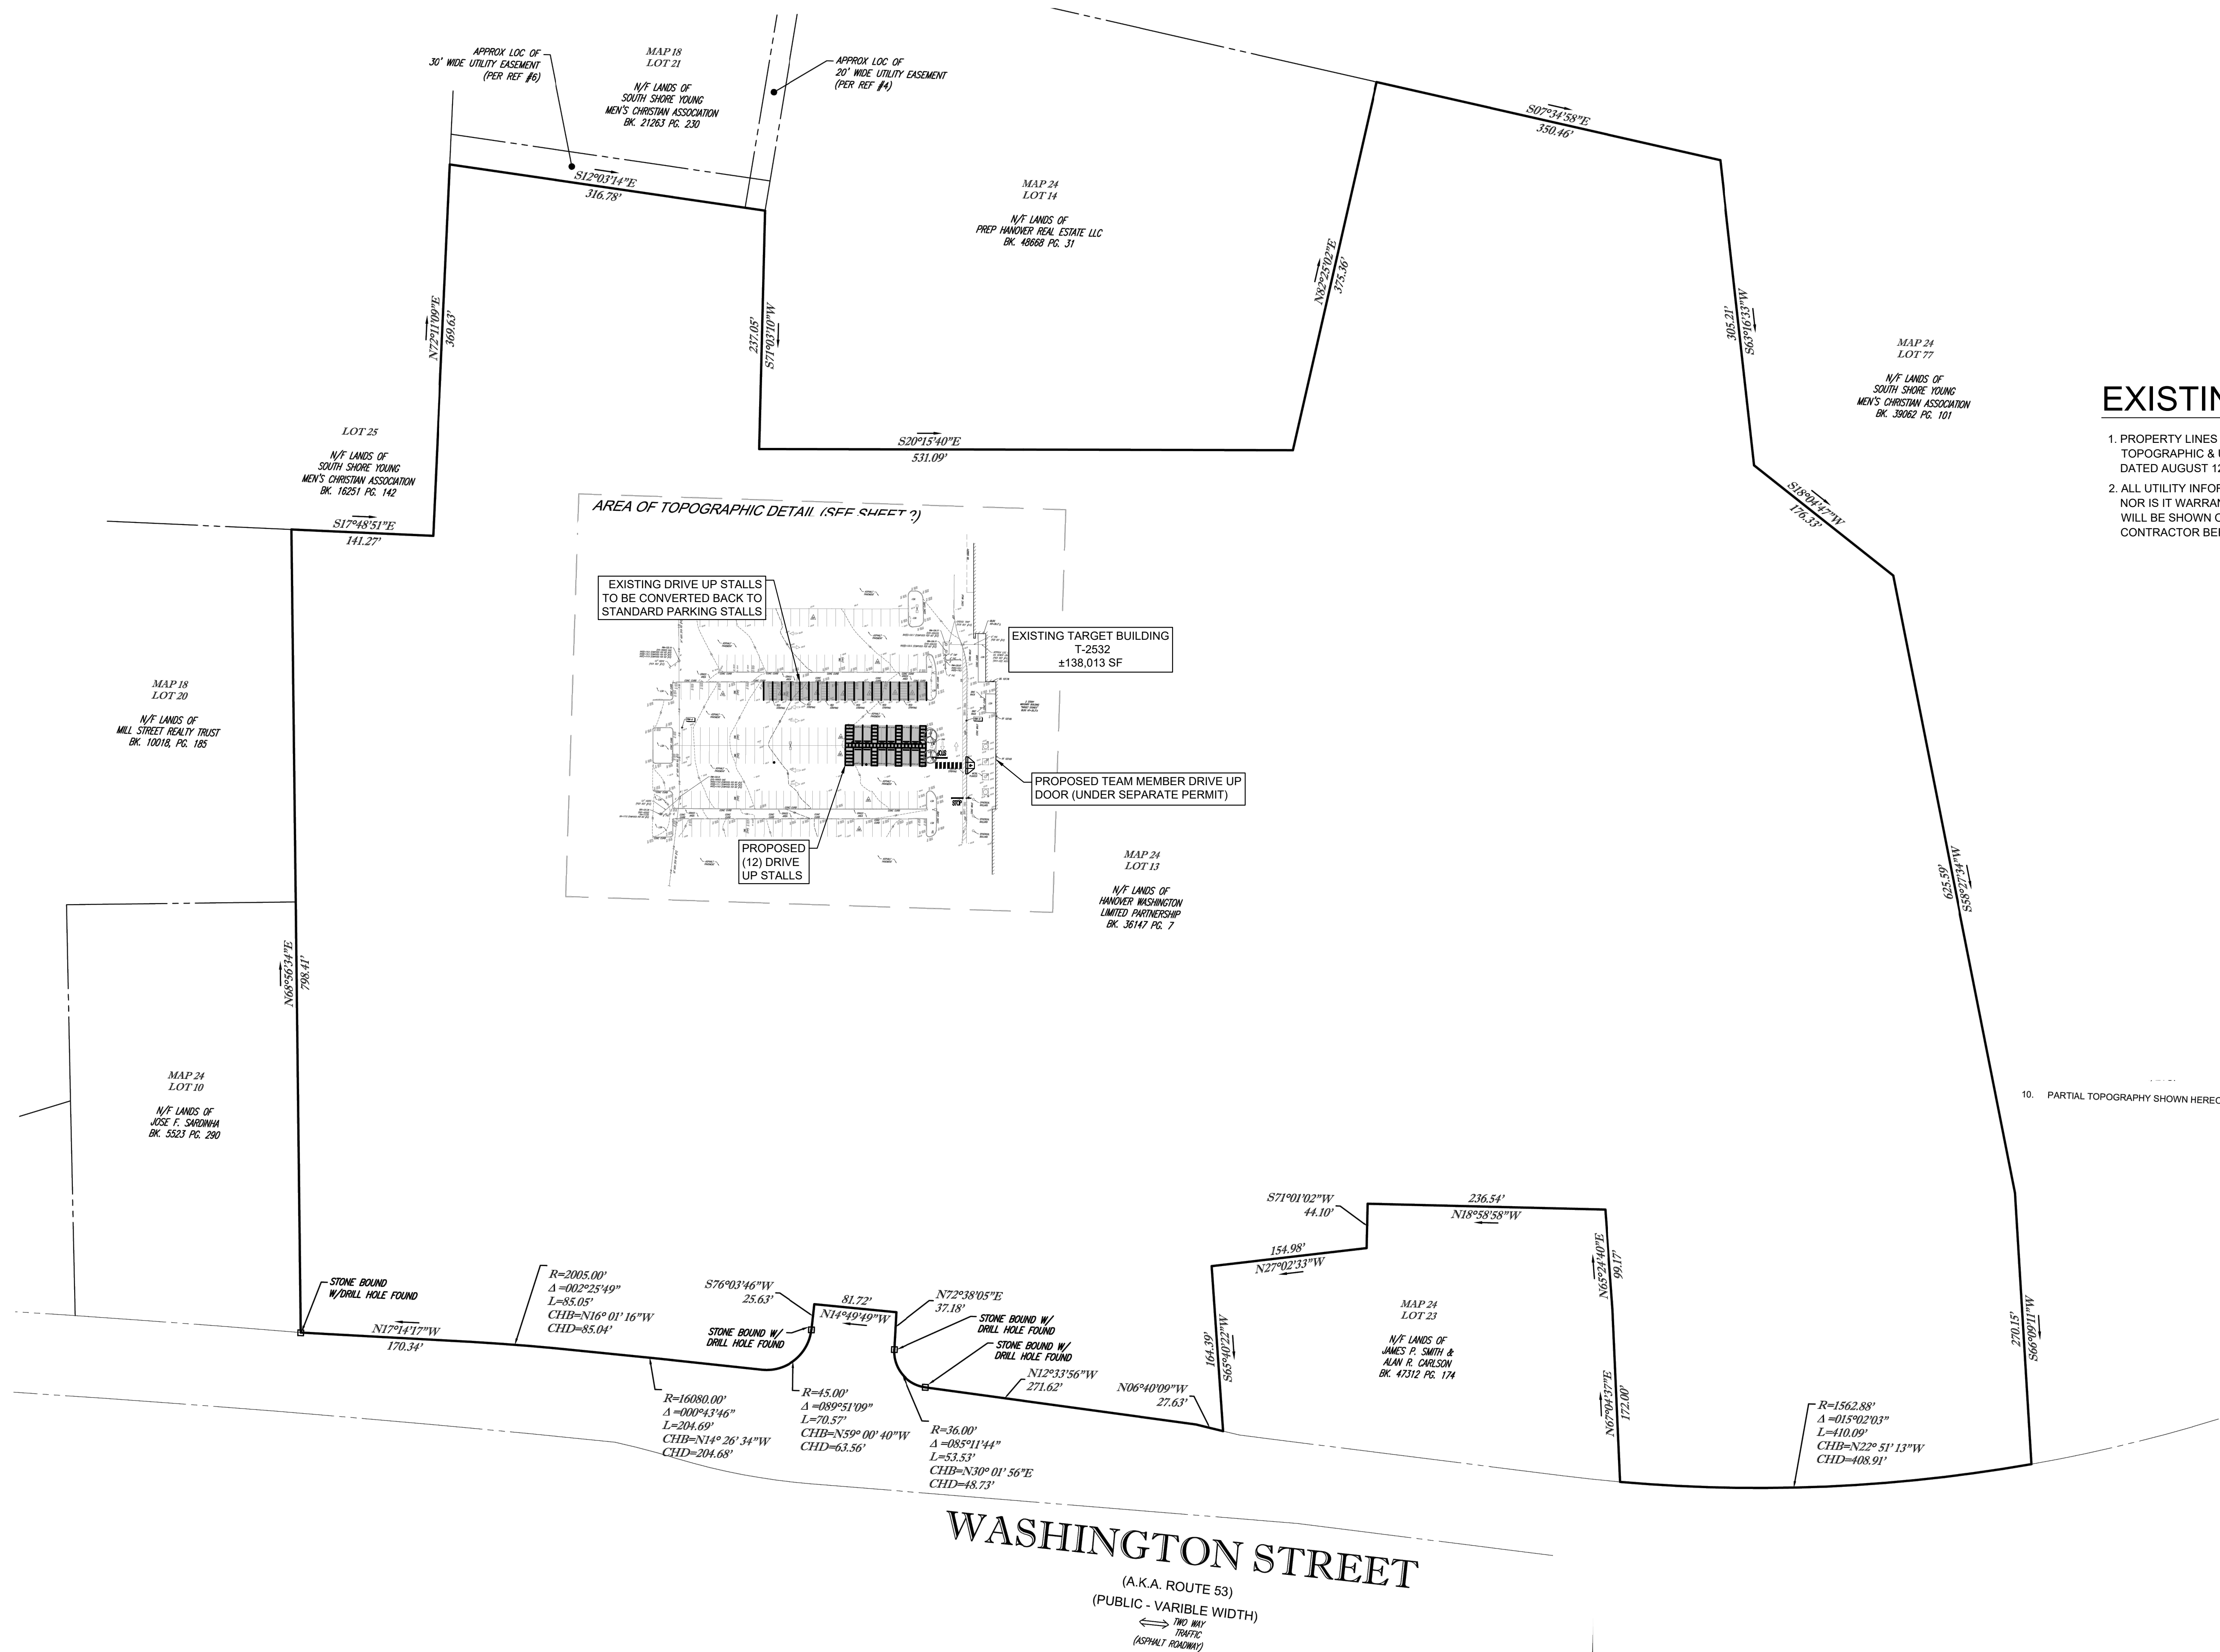 APPROX LOC OF
30' WIDE UTILITY EASEMENT
(PER REF #6)
MAP 18
LOT 21
N/F LANDS OF
SOUTH SHORE YOUNG
MEN'S CHRISTIAN ASSOCIATION
BK. 21263 PG. 230
APPROX LOC OF
20' WIDE UTILITY EASEMENT
(PER REF #4)
S07°34'58"E
350.46'
S12°03'14"E
316.78'
MAP 24
LOT 14
N/F LANDS OF
PREP HANOVER REAL ESTATE LLC
BK. 48668 PG. 31
N82°25'02"E
375.36'
N72°11'09"E
369.63'
237.05'
S71°03'10"W
305.21'
S63°16'33"W
MAP 24
LOT 77
N/F LANDS OF
SOUTH SHORE YOUNG
MEN'S CHRISTIAN ASSOCIATION
BK. 39062 PG. 101
EXISTIN
1. PROPERTY LINES
TOPOGRAPHIC & U
DATED AUGUST 12
2. ALL UTILITY INFOR
NOR IS IT WARRAN
WILL BE SHOWN O
CONTRACTOR BE
LOT 25
N/F LANDS OF
SOUTH SHORE YOUNG
MEN'S CHRISTIAN ASSOCIATION
BK. 16251 PG. 142
S20°15'40"E
531.09'
S18°04'47"W
176.33'
S17°48'51"E
141.27'
AREA OF TOPOGRAPHIC DETAIL (SEE SHEET 2)
EXISTING DRIVE UP STALLS
TO BE CONVERTED BACK TO
STANDARD PARKING STALLS
EXISTING TARGET BUILDING
T-2532
±138,013 SF
MAP 18
LOT 20
N/F LANDS OF
MILL STREET REALTY TRUST
BK. 10018, PG. 185
PROPOSED TEAM MEMBER DRIVE UP
DOOR (UNDER SEPARATE PERMIT)
PROPOSED
(12) DRIVE
UP STALLS
MAP 24
LOT 13
N/F LANDS OF
HANOVER WASHINGTON
LIMITED PARTNERSHIP
BK. 36147 PG. 7
625.59'
S58°27'34"W
N68°56'34"E
798.41'
MAP 24
LOT 10
N/F LANDS OF
JOSE F. SARDINHA
BK. 5523 PG. 290
10. PARTIAL TOPOGRAPHY SHOWN HEREO
S71°01'02"W
44.10'
236.54'
N18°58'58"W
154.98'
N27°02'33"W
N65°24'40"E
99.17'
STONE BOUND
W/DRILL HOLE FOUND
R=2005.00'
Δ =002°25'49"
L=85.05'
CHB=N16° 01' 16"W
CHD=85.04'
S76°03'46"W
25.63'
81.72'
N14°49'49"W
N72°38'05"E
37.18'
STONE BOUND W/
DRILL HOLE FOUND
STONE BOUND W/
DRILL HOLE FOUND
STONE BOUND W/
DRILL HOLE FOUND
N17°14'17"W
170.34'
N12°33'56"W
271.62'
N06°40'09"W
27.63'
164.39'
S65°40'22"W
MAP 24
LOT 23
N/F LANDS OF
JAMES P. SMITH &
ALAN R. CARLSON
BK. 47312 PG. 174
N67°04'37"E
172.00'
270.15'
S66°09'11"W
R=16080.00'
Δ =000°43'46"
L=204.69'
CHB=N14° 26' 34"W
CHD=204.68'
R=45.00'
Δ =089°51'09"
L=70.57'
CHB=N59° 00' 40"W
CHD=63.56'
R=36.00'
Δ =085°11'44"
L=53.53'
CHB=N30° 01' 56"E
CHD=48.73'
R=1562.88'
Δ =015°02'03"
L=410.09'
CHB=N22° 51' 13"W
CHD=408.91'
WASHINGTON STREET
(A.K.A. ROUTE 53)
(PUBLIC - VARIBLE WIDTH)
TWO WAY
TRAFFIC
(ASPHALT ROADWAY)